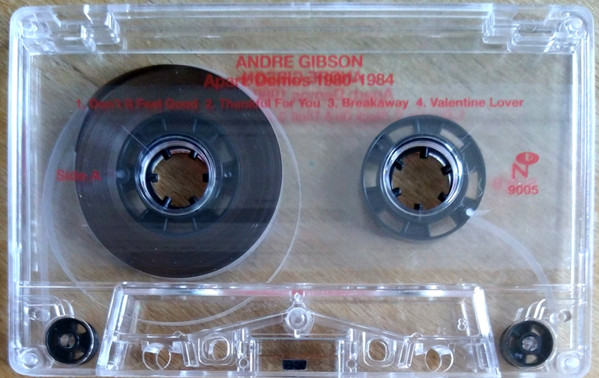 ANDRE GIBSON
Apart: Demos 1980-1984
1. Don't It Feel Good 2. Thankful For You 3. Breakaway 4. Valentine Lover
Side A
N
9005
8